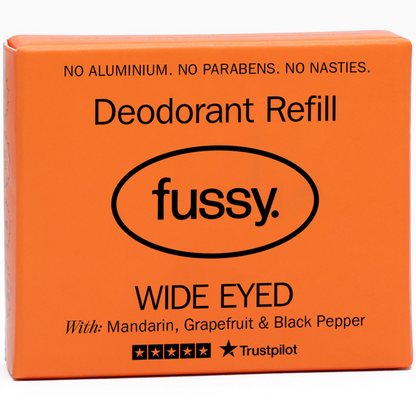 NO ALUMINIUM. NO PARABENS. NO NASTIES.
Deodorant Refill
fussy.
WIDE EYED
With: Mandarin, Grapefruit & Black Pepper
Trustpilot